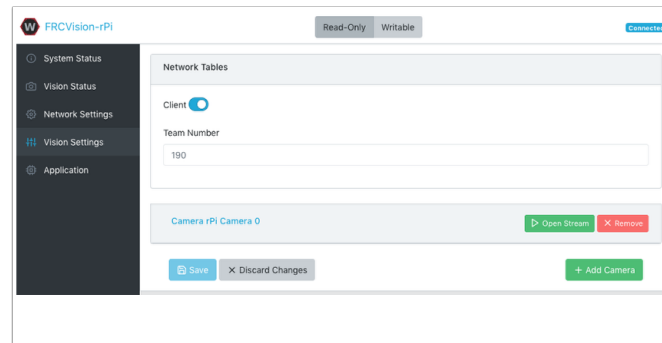 W FRCVision-rPi Read-Only Writable Connected
System Status
Vision Status
Network Settings
Vision Settings
Application
Network Tables
Client
Team Number
190
Camera rPi Camera 0 Open Stream Remove
Save Discard Changes Add Camera